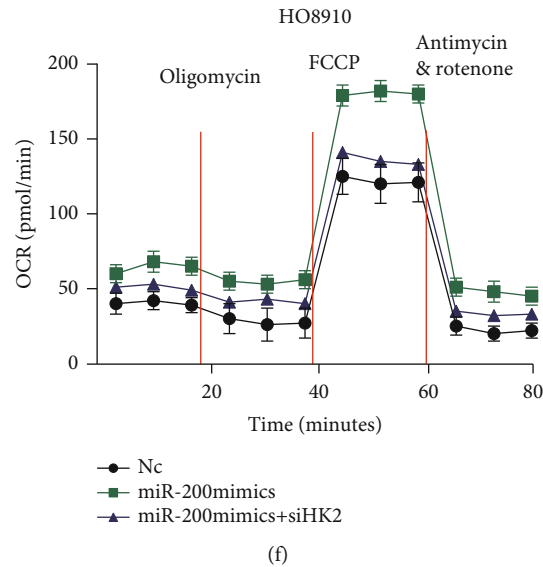 HO8910
Oligomycin
FCCP
Antimycin
& rotenone
200
150
100
50
0
OCR (pmol/min)
20
40
60
80
Time (minutes)
Nc
miR-200mimics
miR-200mimics+siHK2
(f)